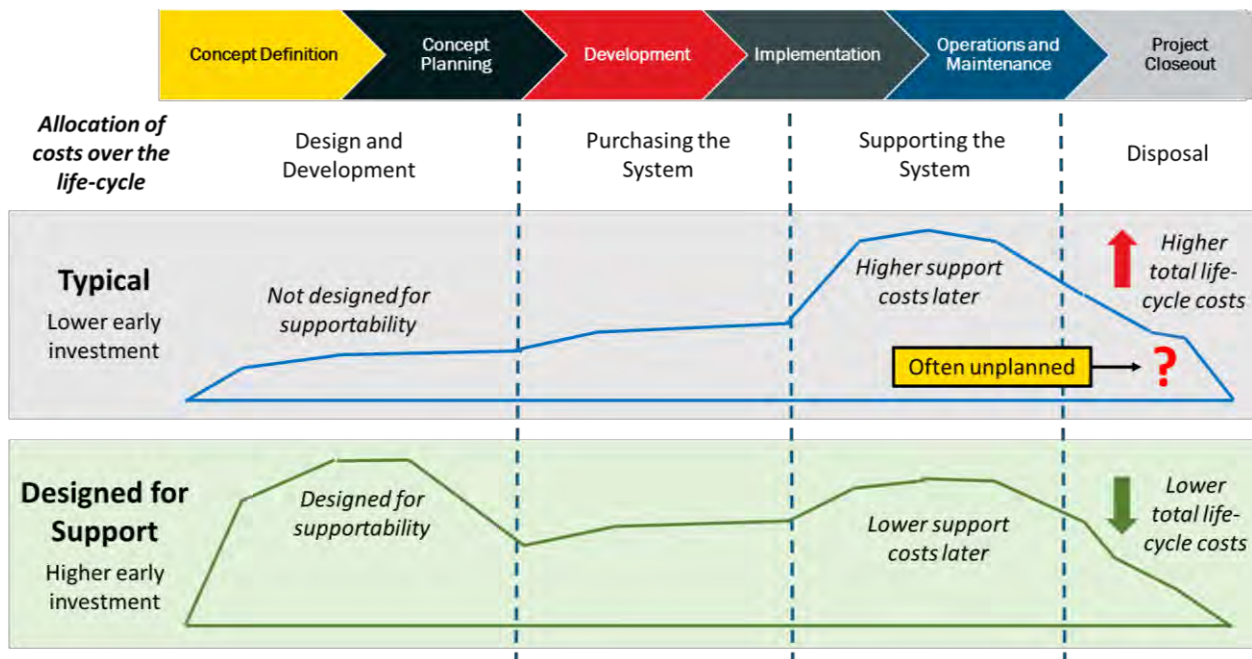 Concept Definition
Concept
Planning
Development
Implementation
Operations and
Maintenance
Project
Closeout
Allocation of
costs over the
life-cycle
Design and
Development
Purchasing the
System
Supporting the
System
Disposal
Typical
Lower early
investment
Not designed for
supportability
Higher support
costs later
Higher
total life-
cycle costs
Often unplanned
?
Designed for
Support
Higher early
investment
Designed for
supportability
Lower support
costs later
Lower
total life-
cycle costs